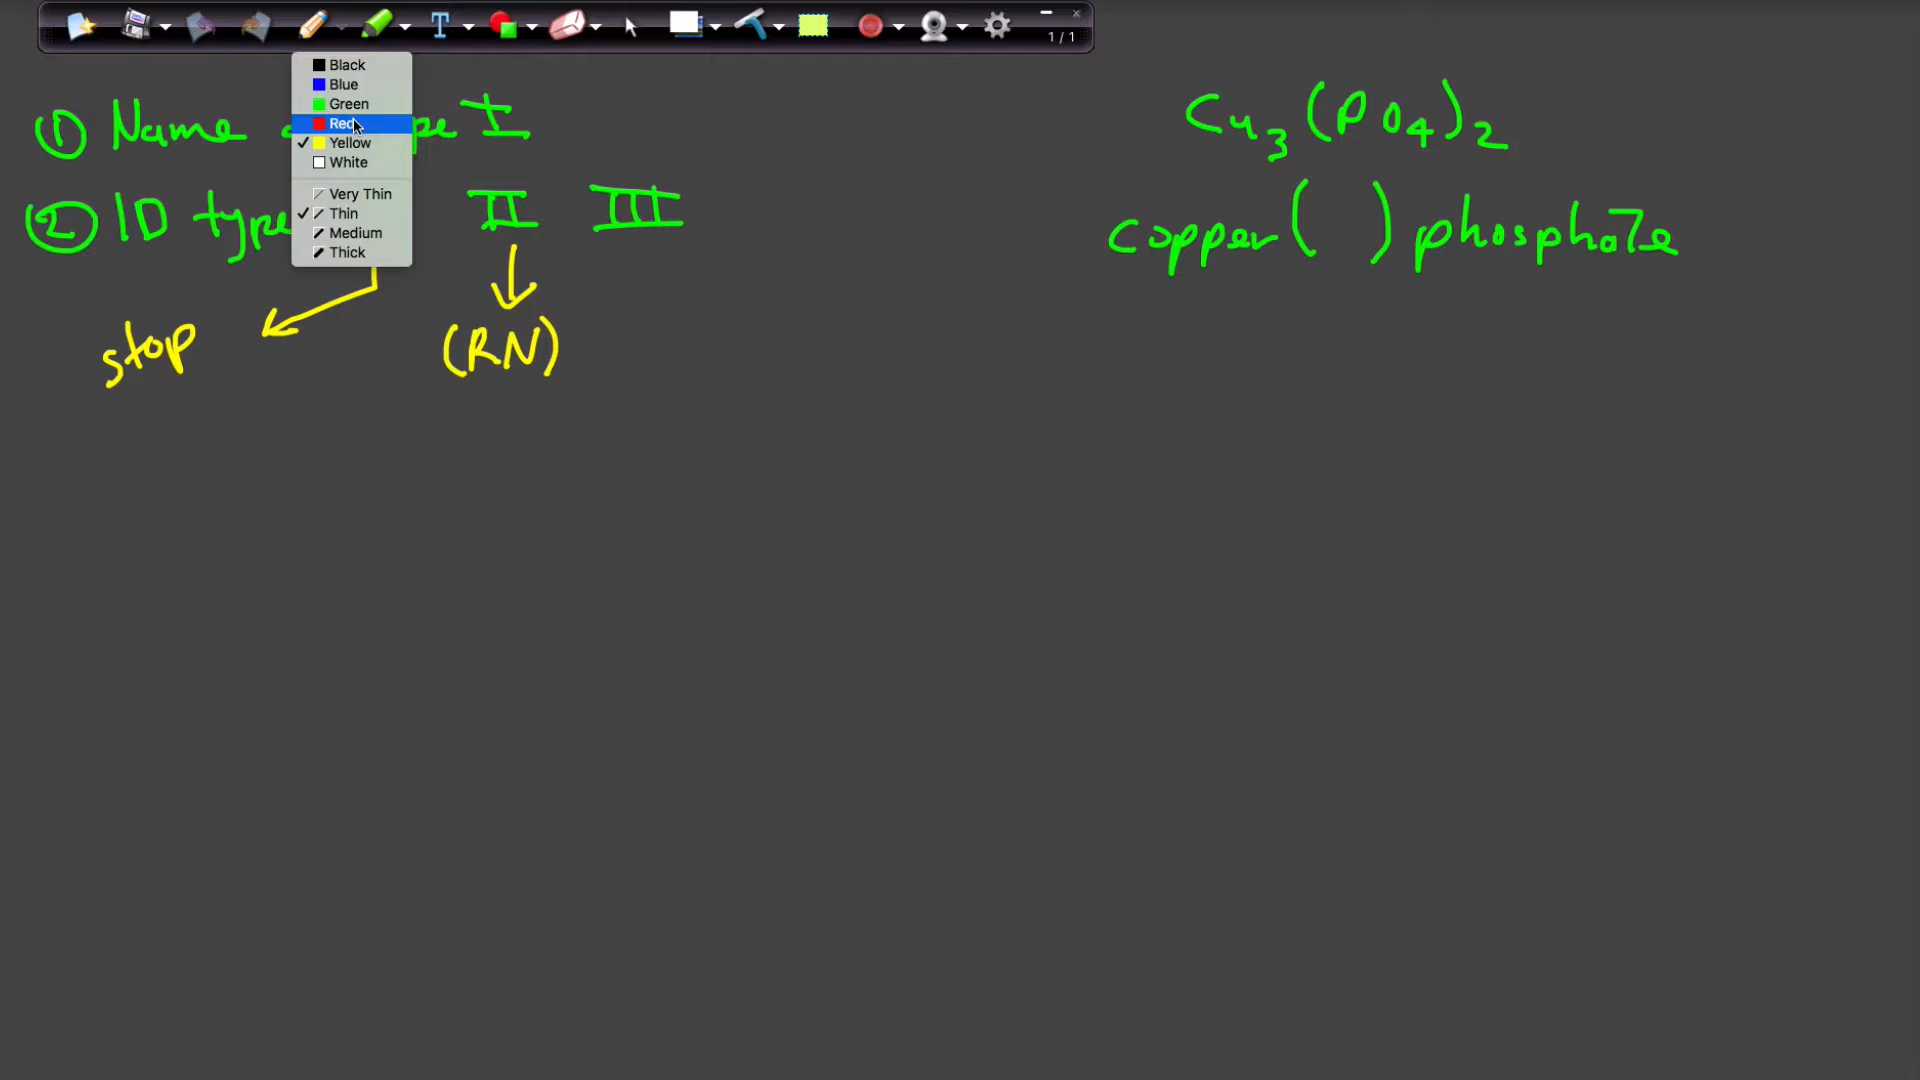 1 / 1
Black
Blue
Green
Red
Yellow
White
Very Thin
Thin
Medium
Thick
① Name pe I
② ID type II III
stop (RN)
Cu3(PO4)2
copper( )phosphate